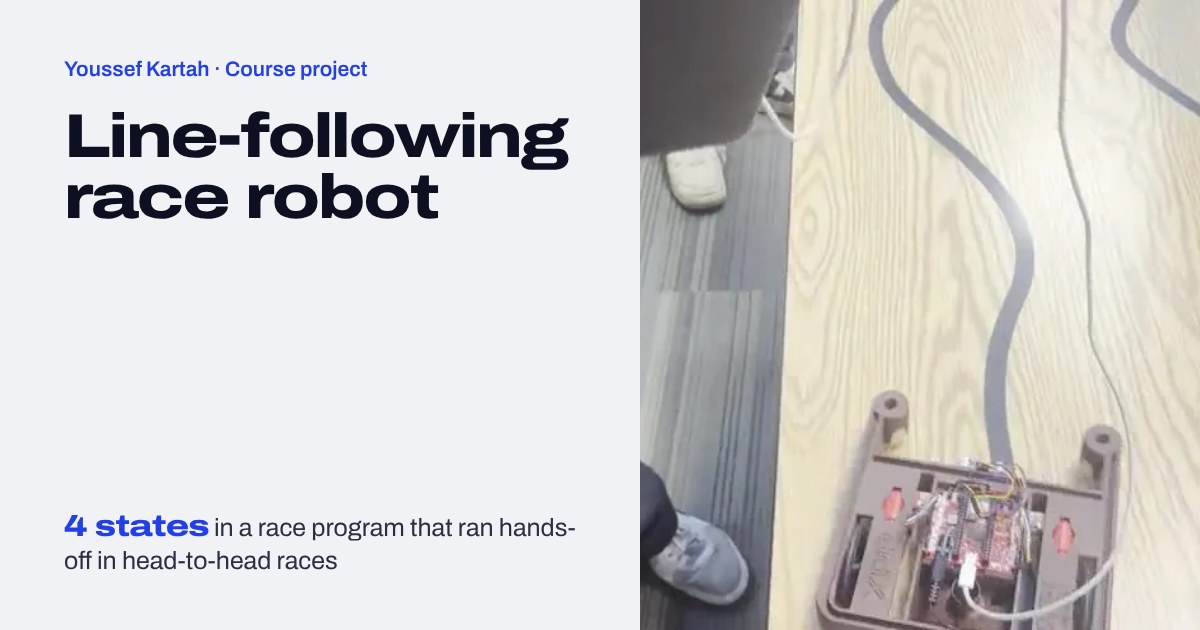 Youssef Kartah · Course project
Line-following
race robot
4 states in a race program that ran hands-
off in head-to-head races